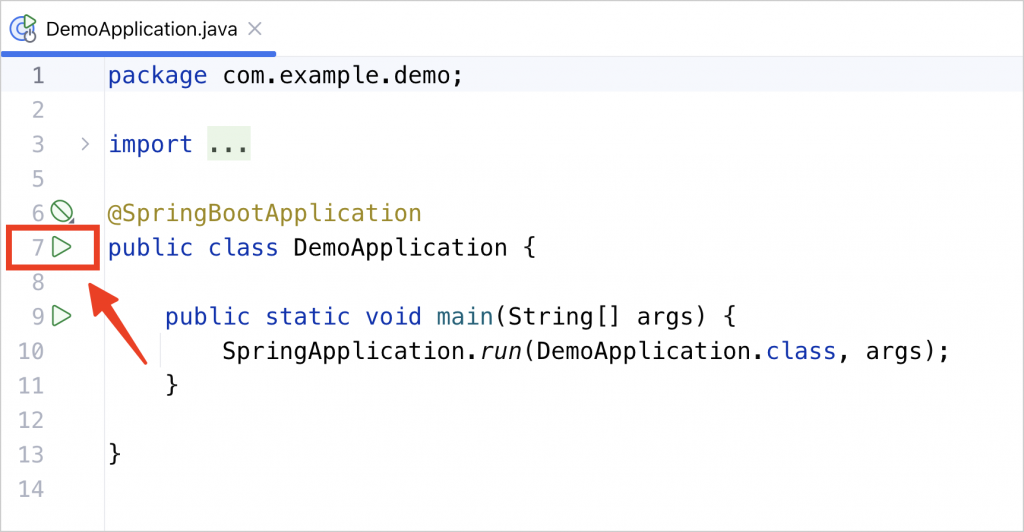 DemoApplication.java
1 package com.example.demo;
2
3 import ...
5
6 @SpringBootApplication
7 public class DemoApplication {
8
9     public static void main(String[] args) {
10         SpringApplication.run(DemoApplication.class, args);
11     }
12
13 }
14